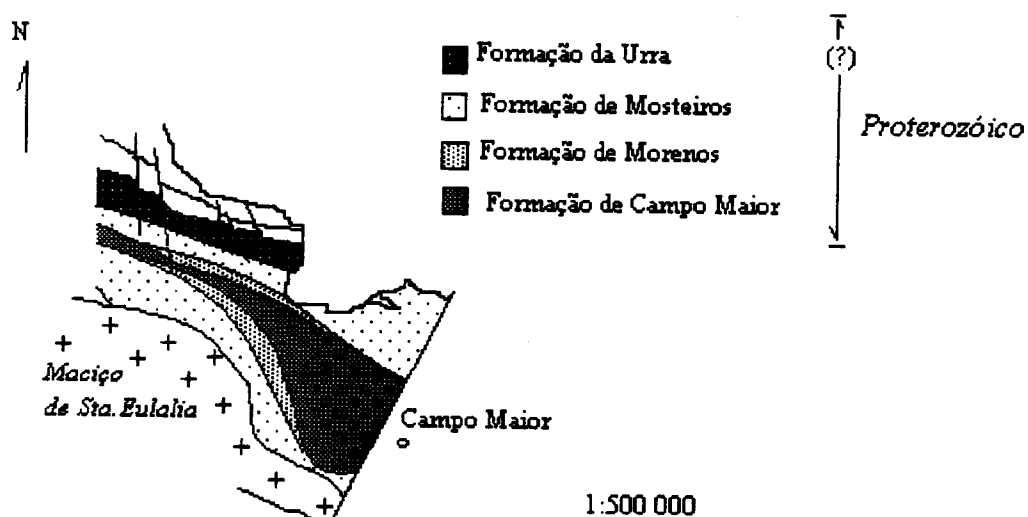 N
Formação da Urra
Formação de Mosteiros
Formação de Morenos
Formação de Campo Maior
(?)
Proterozóico
Maciço
de Sta. Eulalia
Campo Maior
1:500 000